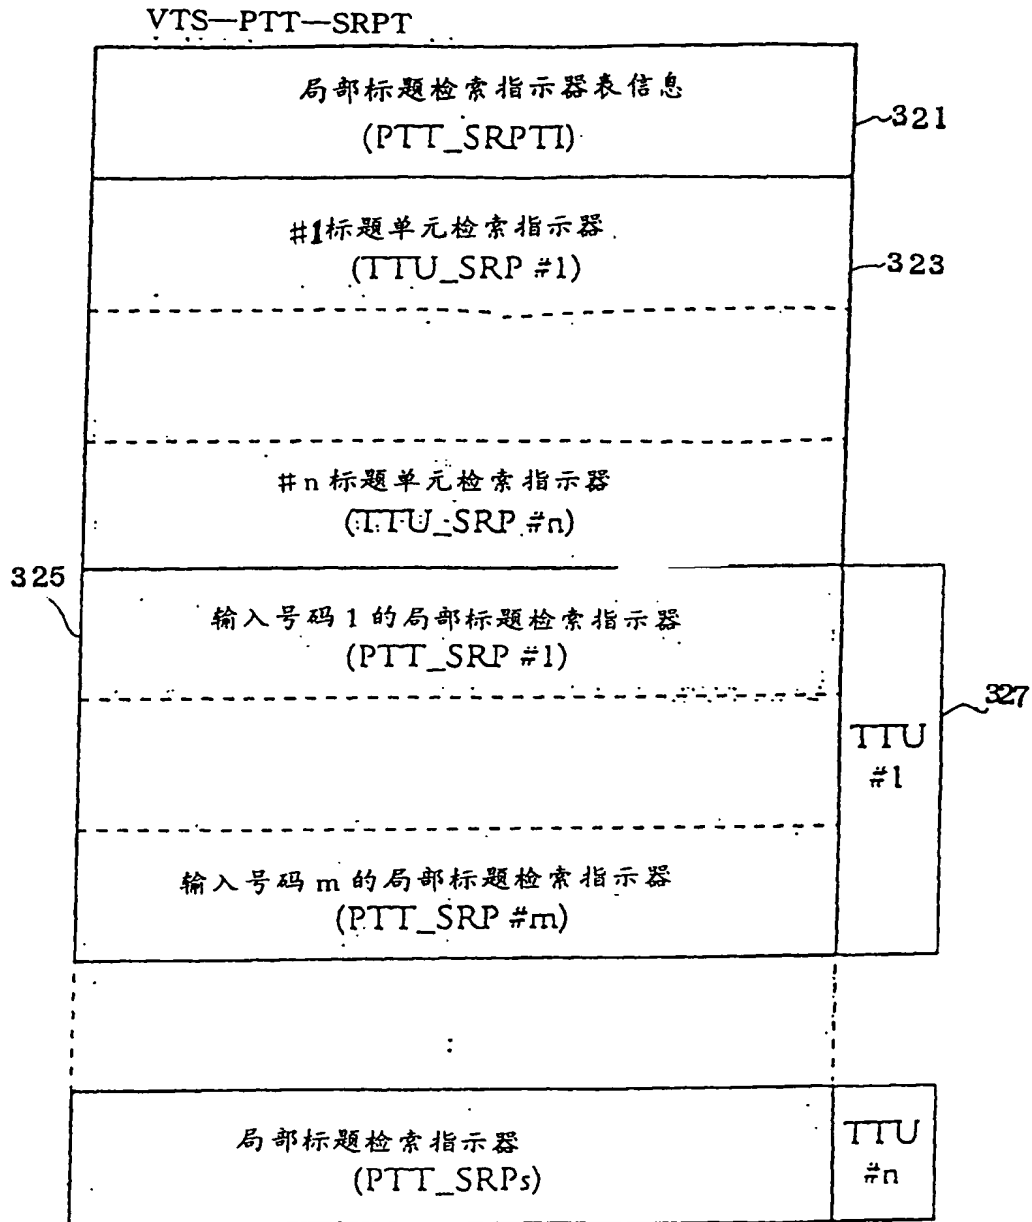 VTS—PTT—SRPT
局部标题检索指示器表信息
(PTT_SRPTI)
321
#1标题单元检索指示器
(TTU_SRP #1)
323
#n标题单元检索指示器
(TTU_SRP #n)
325
输入号码1的局部标题检索指示器
(PTT_SRP #1)
327
TTU
#1
输入号码m的局部标题检索指示器
(PTT_SRP #m)
:
局部标题检索指示器
(PTT_SRPs)
TTU
#n